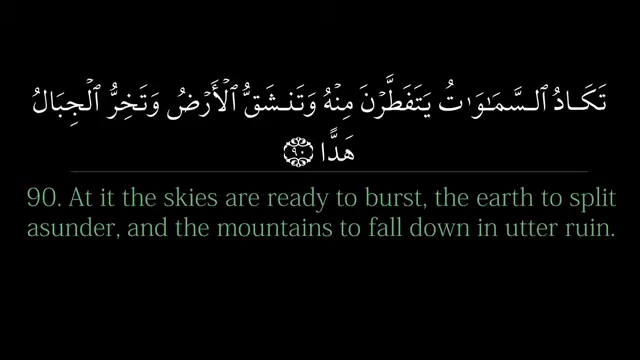 تَكَادُ ٱلسَّمَـٰوَٰتُ يَتَفَطَّرْنَ مِنْهُ وَتَنشَقُّ ٱلْأَرْضُ وَتَخِرُّ ٱلْجِبَالُ
هَدًّا ۝٩٠
90. At it the skies are ready to burst, the earth to split
asunder, and the mountains to fall down in utter ruin.